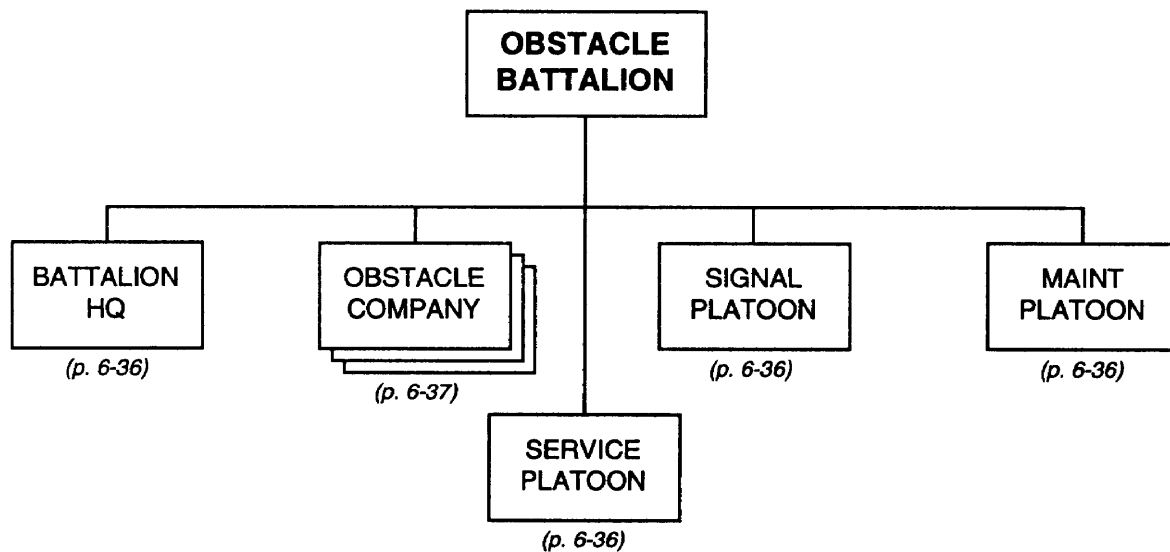 OBSTACLE
BATTALION
BATTALION
HQ
(p. 6-36)
OBSTACLE
COMPANY
(p. 6-37)
SIGNAL
PLATOON
(p. 6-36)
MAINT
PLATOON
(p. 6-36)
SERVICE
PLATOON
(p. 6-36)